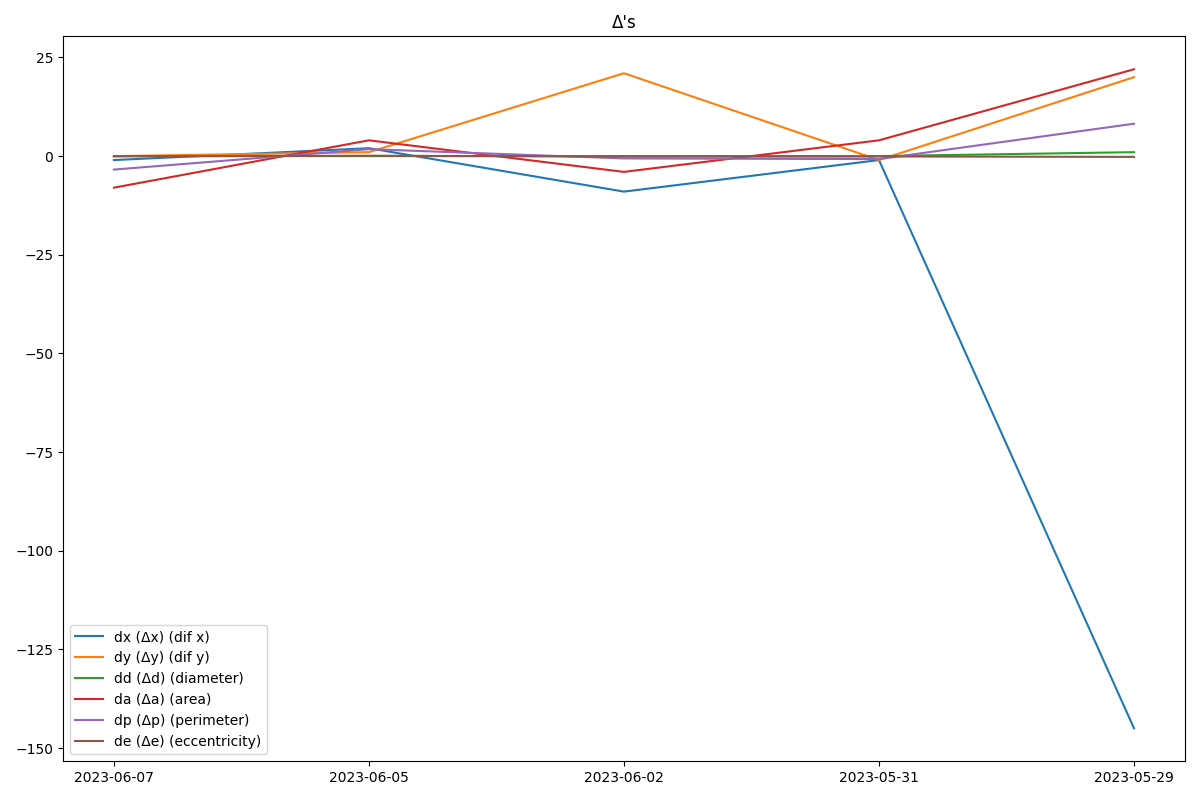 Δ's
25
0
−25
−50
−75
−100
−125
−150
dx (Δx) (dif x)
dy (Δy) (dif y)
dd (Δd) (diameter)
da (Δa) (area)
dp (Δp) (perimeter)
de (Δe) (eccentricity)
2023-06-07 2023-06-05 2023-06-02 2023-05-31 2023-05-29